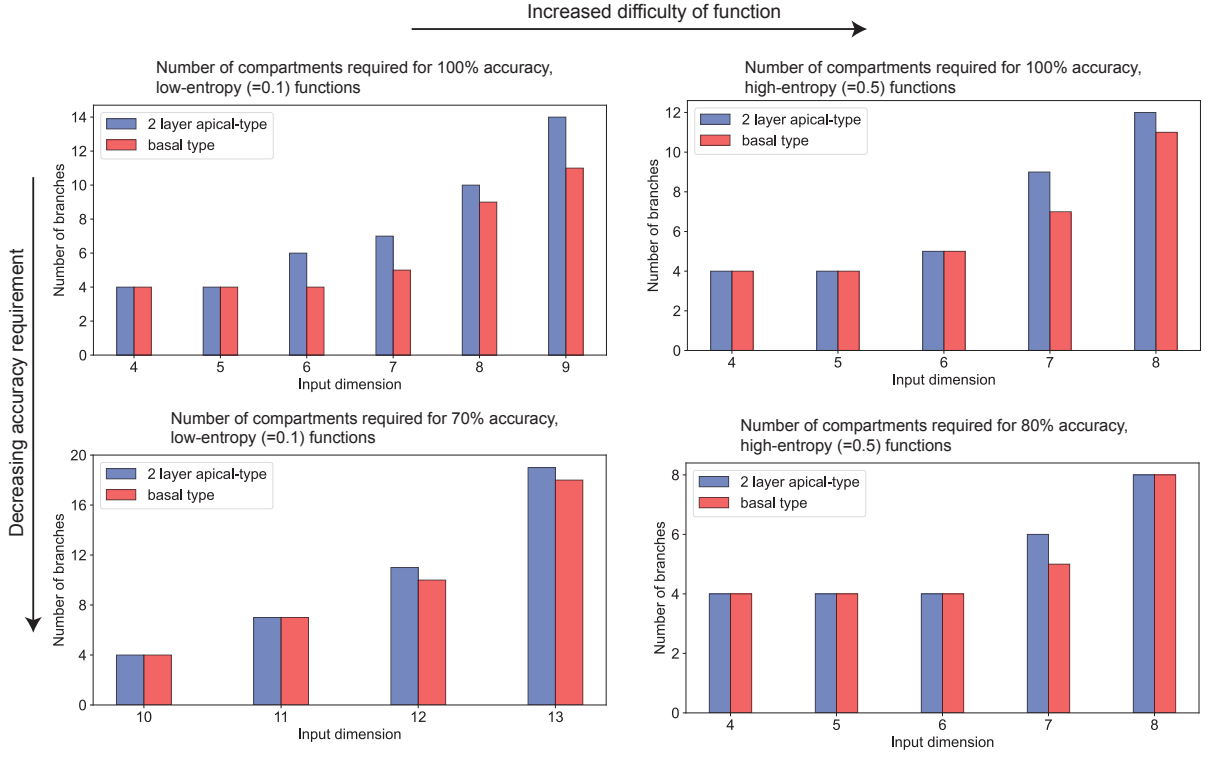 Increased difficulty of function
Decreasing accuracy requirement
Number of compartments required for 100% accuracy,
low-entropy (=0.1) functions
2 layer apical-type
basal type
Number of branches
14
12
10
8
6
4
2
0
4 5 6 7 8 9
Input dimension
Number of compartments required for 100% accuracy,
high-entropy (=0.5) functions
2 layer apical-type
basal type
Number of branches
12
10
8
6
4
2
0
4 5 6 7 8
Input dimension
Number of compartments required for 70% accuracy,
low-entropy (=0.1) functions
2 layer apical-type
basal type
Number of branches
20
16
12
8
4
0
10 11 12 13
Input dimension
Number of compartments required for 80% accuracy,
high-entropy (=0.5) functions
2 layer apical-type
basal type
Number of branches
8
6
4
2
0
4 5 6 7 8
Input dimension